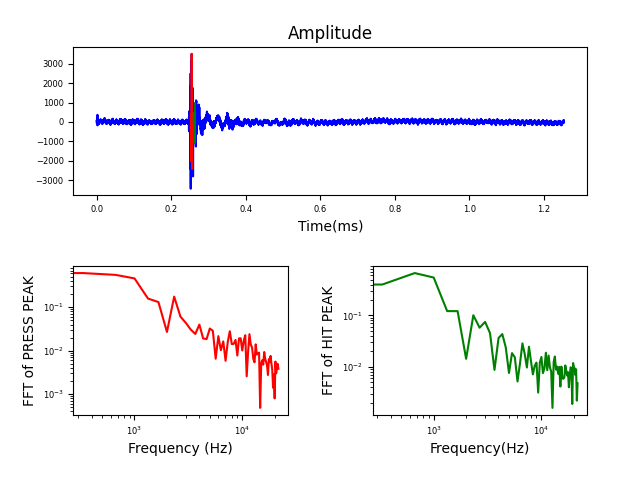 Amplitude
3000
2000
1000
0
−1000
−2000
−3000
0.0 0.2 0.4 0.6 0.8 1.0 1.2
Time(ms)
FFT of PRESS PEAK
10⁻¹
10⁻²
10⁻³
10³ 10⁴
Frequency (Hz)
FFT of HIT PEAK
10⁻¹
10⁻²
10³ 10⁴
Frequency(Hz)